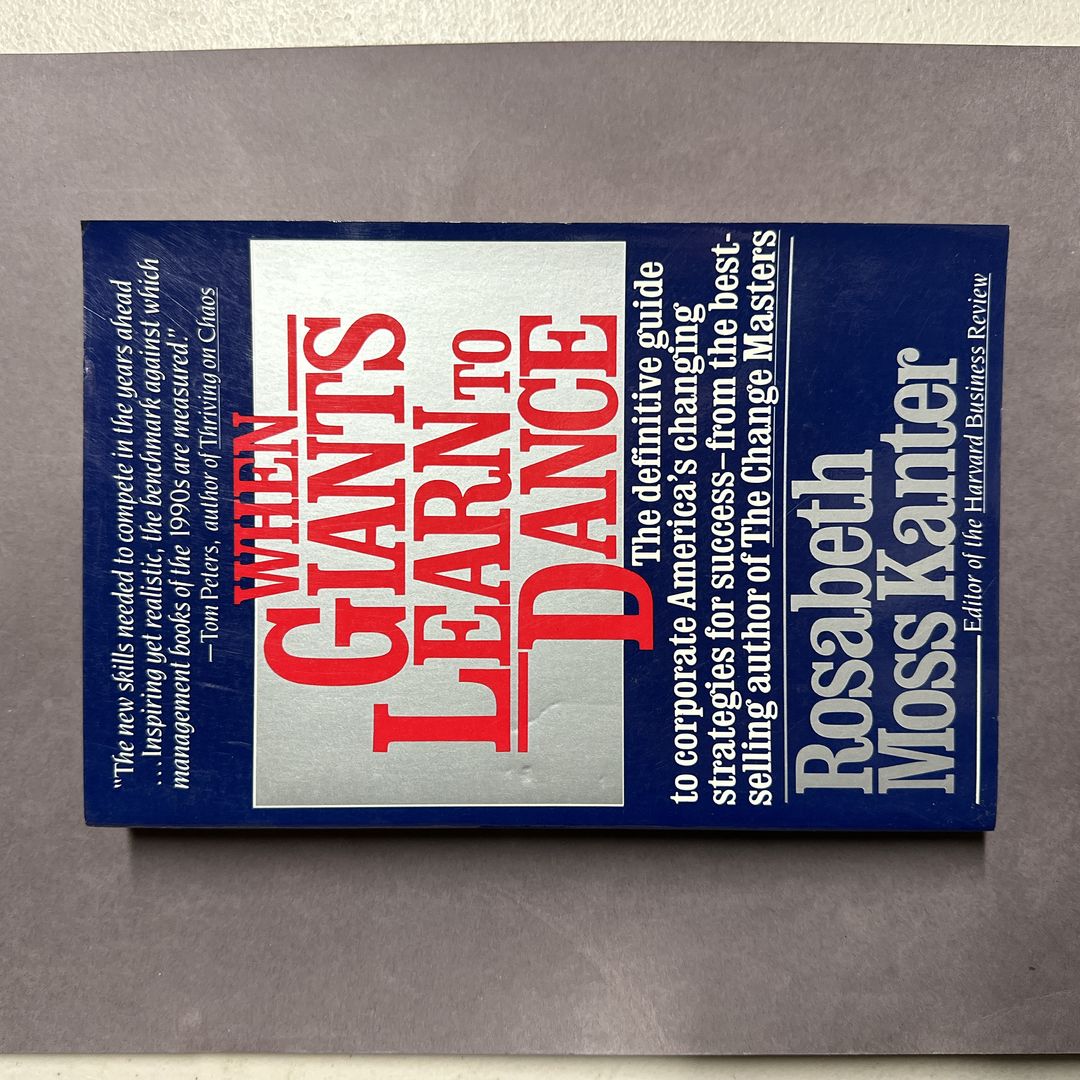 "The new skills needed to compete in the years ahead
...Inspiring yet realistic, the benchmark against which
management books of the 1990s are measured."
—Tom Peters, author of Thriving on Chaos
WHEN
GIANTS
LEARN TO
DANCE
The definitive guide
to corporate America's changing
strategies for success—from the best-
selling author of The Change Masters
Rosabeth
Moss Kanter
Editor of the Harvard Business Review